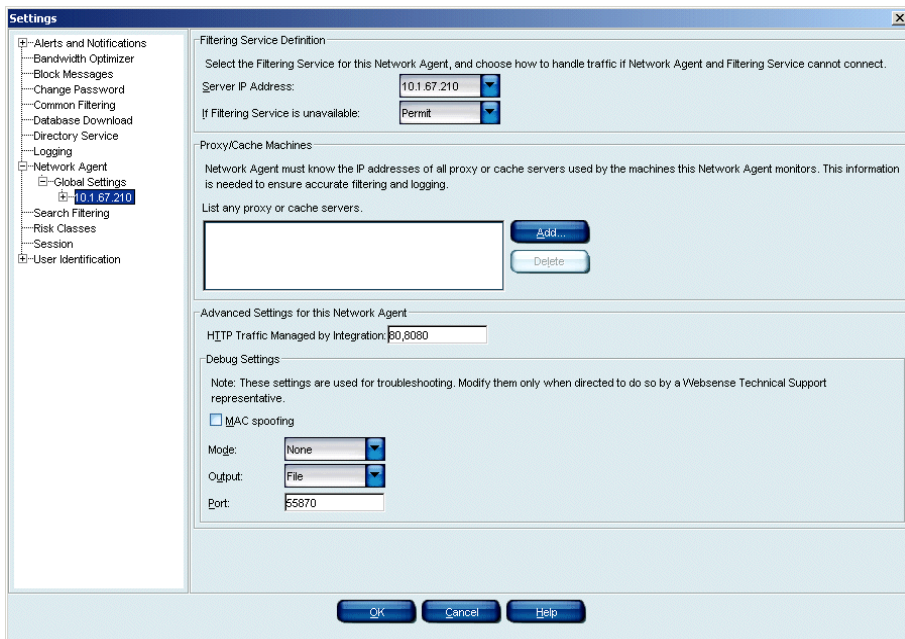 Settings
Alerts and Notifications
Bandwidth Optimizer
Block Messages
Change Password
Common Filtering
Database Download
Directory Service
Logging
Network Agent
Global Settings
10.1.67.210
Search Filtering
Risk Classes
Session
User Identification
Filtering Service Definition
Select the Filtering Service for this Network Agent, and choose how to handle traffic if Network Agent and Filtering Service cannot connect.
Server IP Address:
10.1.67.210
If Filtering Service is unavailable:
Permit
Proxy/Cache Machines
Network Agent must know the IP addresses of all proxy or cache servers used by the machines this Network Agent monitors. This information
is needed to ensure accurate filtering and logging.
List any proxy or cache servers.
Add...
Delete
Advanced Settings for this Network Agent
HTTP Traffic Managed by Integration: 80,8080
Debug Settings
Note: These settings are used for troubleshooting. Modify them only when directed to do so by a Websense Technical Support
representative.
MAC spoofing
Mode:
None
Output:
File
Port:
55870
OK
Cancel
Help